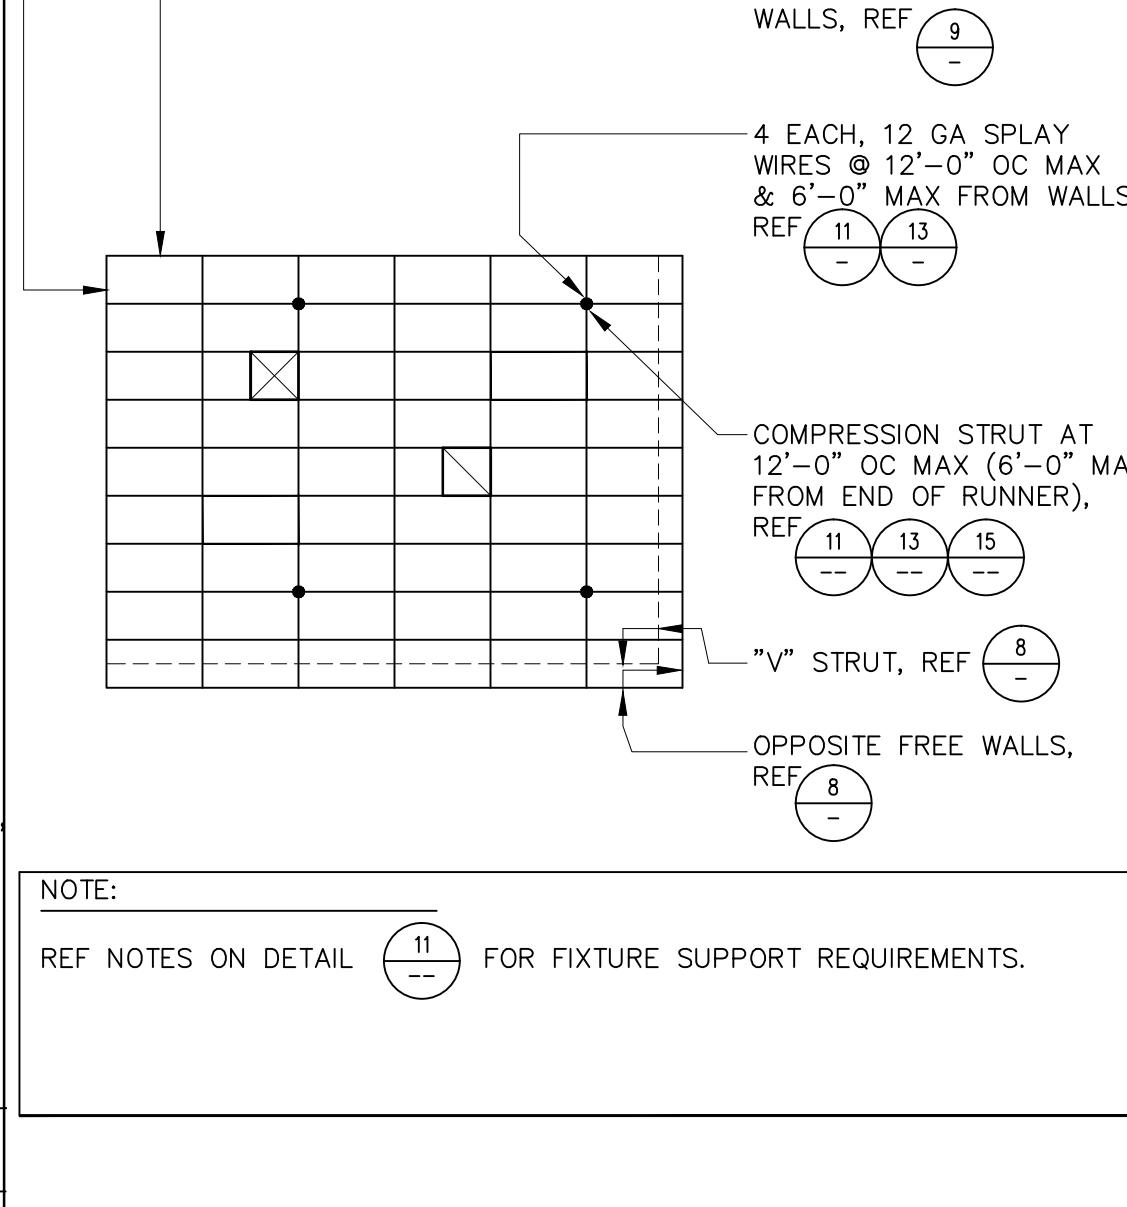 WALLS, REF
9
-
4 EACH, 12 GA SPLAY
WIRES @ 12'-0" OC MAX
& 6'-0" MAX FROM WALLS
REF
11 13
- -
COMPRESSION STRUT AT
12'-0" OC MAX (6'-0" MA
FROM END OF RUNNER),
REF
11 13 15
-- -- --
"V" STRUT, REF
8
-
OPPOSITE FREE WALLS,
REF
8
-
NOTE:
REF NOTES ON DETAIL 11 FOR FIXTURE SUPPORT REQUIREMENTS.
--